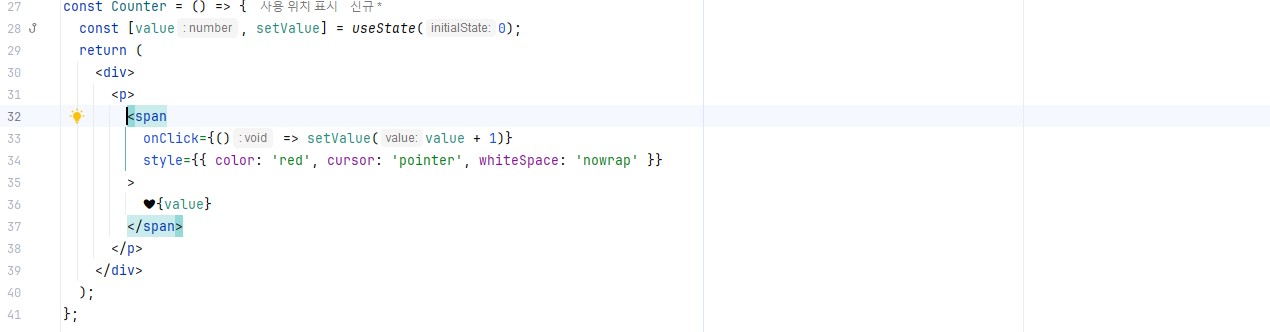 27 const Counter = () => { 사용 위치 표시 신규 *
28 const [value : number , setValue] = useState( initialState: 0);
29 return (
30 <div>
31 <p>
32 <span
33 onClick={() : void => setValue( value: value + 1)}
34 style={{ color: 'red', cursor: 'pointer', whiteSpace: 'nowrap' }}
35 >
36 ♥{value}
37 </span>
38 </p>
39 </div>
40 );
41 };